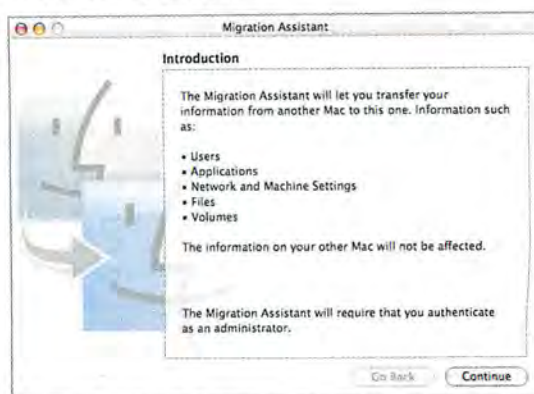 Migration Assistant
Introduction
The Migration Assistant will let you transfer your
information from another Mac to this one. Information such
as:
• Users
• Applications
• Network and Machine Settings
• Files
• Volumes
The information on your other Mac will not be affected.
The Migration Assistant will require that you authenticate
as an administrator.
Go Back
Continue